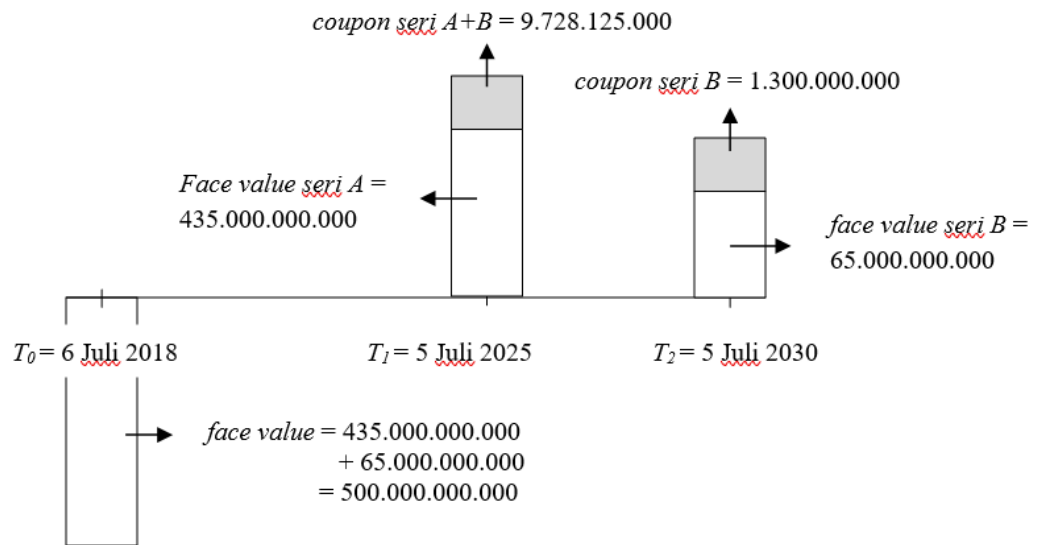 coupon seri A+B = 9.728.125.000
coupon seri B = 1.300.000.000
Face value seri A =
435.000.000.000
face value seri B =
65.000.000.000
T0 = 6 Juli 2018
T1 = 5 Juli 2025
T2 = 5 Juli 2030
face value = 435.000.000.000
+ 65.000.000.000
= 500.000.000.000